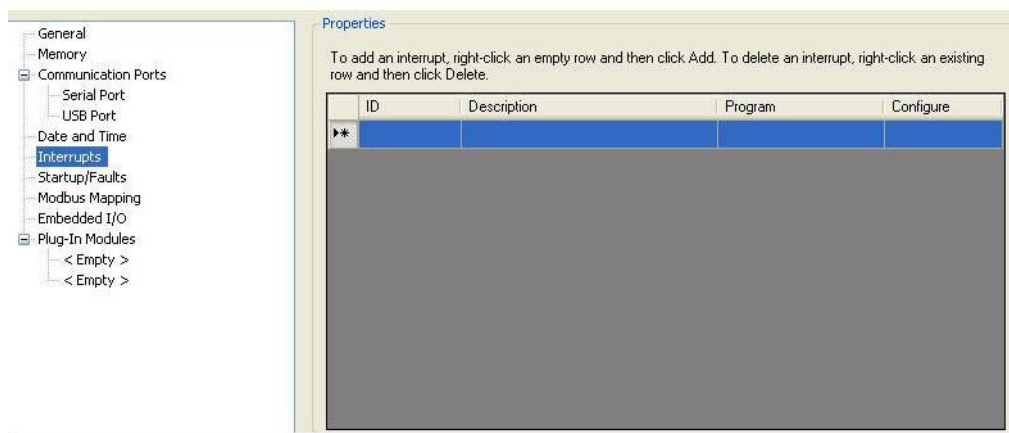 General
Memory
Communication Ports
Serial Port
USB Port
Date and Time
Interrupts
Startup/Faults
Modbus Mapping
Embedded I/O
Plug-In Modules
< Empty >
< Empty >
Properties
To add an interrupt, right-click an empty row and then click Add. To delete an interrupt, right-click an existing
row and then click Delete.
ID Description Program Configure